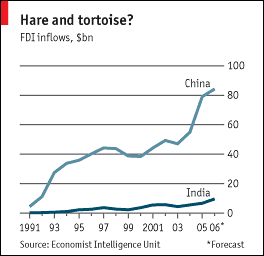 Hare and tortoise?
FDI inflows, $bn
100
China
80
60
40
India
20
0
1991 93 95 97 99 2001 03 05 06*
Source: Economist Intelligence Unit *Forecast